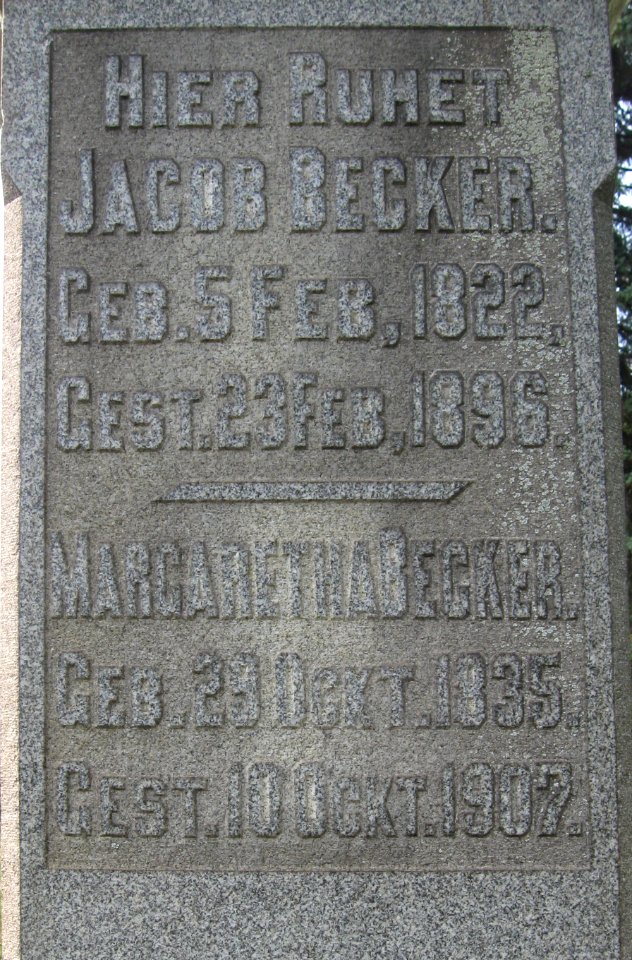 HIER RUHET
JACOB BECKER.
GEB. 5 FEB, 1822,
GEST. 23 FEB, 1896.
MARGARETHA BECKER.
GEB. 29 OCKT. 1835.
GEST. 10 OCKT. 1907.